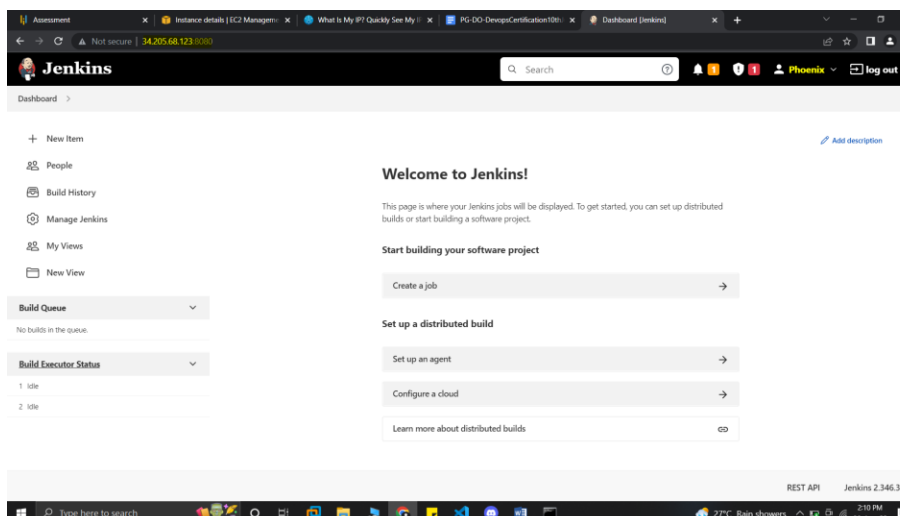 Assessment
Instance details | EC2 Managem
What Is My IP? Quickly See My I
PG-DO-DevopsCertification10th
Dashboard [Jenkins]
Not secure | 34.205.68.123:8080
Jenkins
Search
1
1
Phoenix
log out
Dashboard
New Item
Add description
People
Build History
Manage Jenkins
My Views
New View
Build Queue
No builds in the queue.
Build Executor Status
1 Idle
2 Idle
Welcome to Jenkins!
This page is where your Jenkins jobs will be displayed. To get started, you can set up distributed
builds or start building a software project.
Start building your software project
Create a job
Set up a distributed build
Set up an agent
Configure a cloud
Learn more about distributed builds
REST API Jenkins 2.346.3
Type here to search
27°C Rain showers
2:10 PM